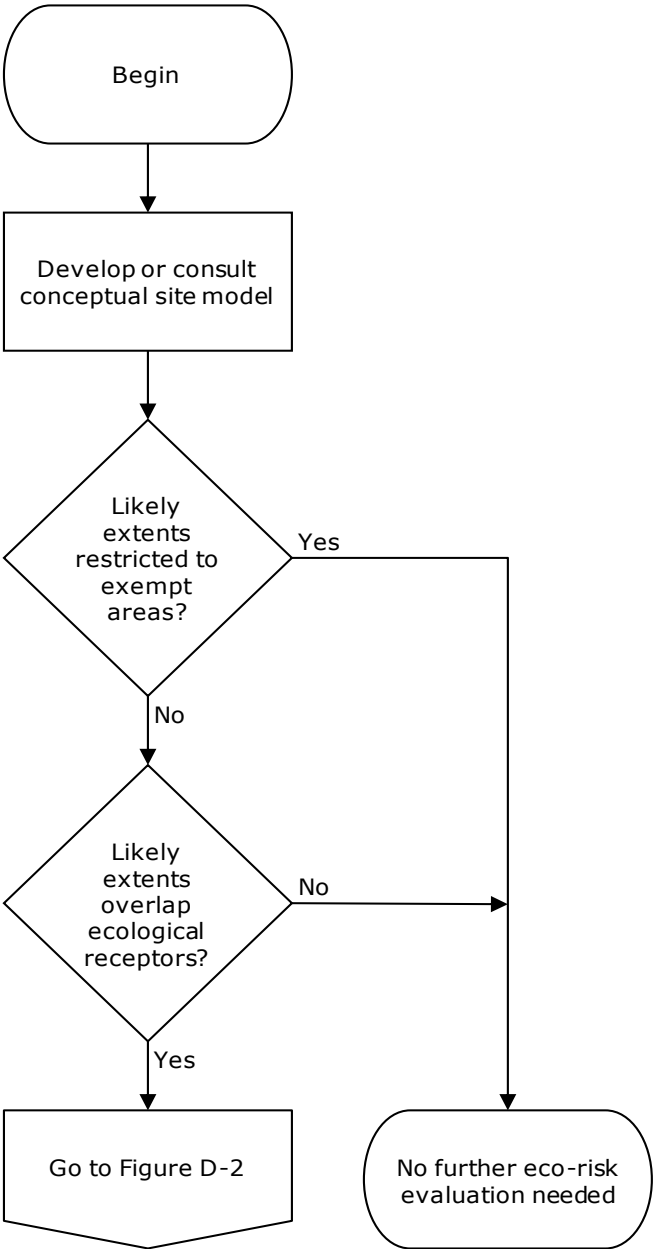 Begin
Develop or consult
conceptual site model
Likely
extents
restricted to
exempt
areas?
Yes
No
Likely
extents
overlap
ecological
receptors?
No
Yes
Go to Figure D-2
No further eco-risk
evaluation needed